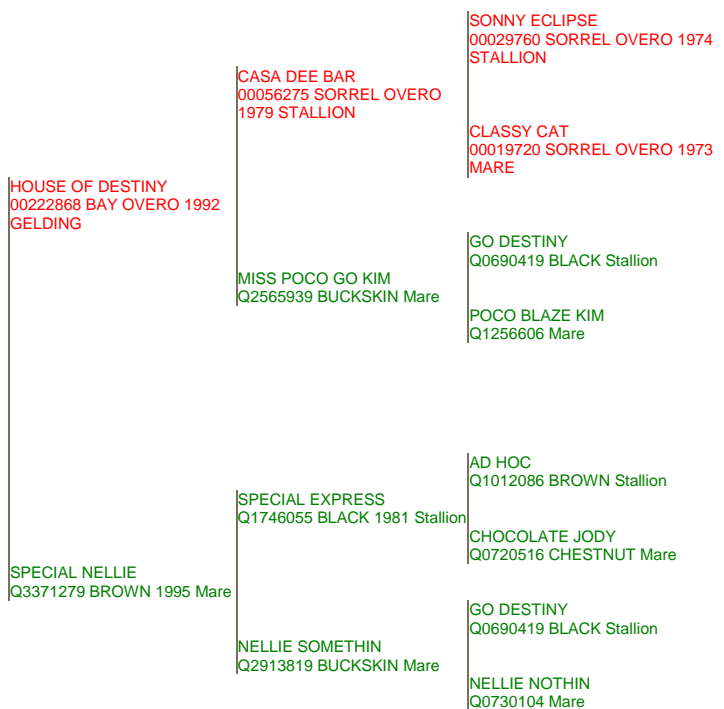 SONNY ECLIPSE
00029760 SORREL OVERO 1974
STALLION
CASA DEE BAR
00056275 SORREL OVERO
1979 STALLION
CLASSY CAT
00019720 SORREL OVERO 1973
MARE
HOUSE OF DESTINY
00222868 BAY OVERO 1992
GELDING
GO DESTINY
Q0690419 BLACK Stallion
MISS POCO GO KIM
Q2565939 BUCKSKIN Mare
POCO BLAZE KIM
Q1256606 Mare
AD HOC
Q1012086 BROWN Stallion
SPECIAL EXPRESS
Q1746055 BLACK 1981 Stallion
CHOCOLATE JODY
Q0720516 CHESTNUT Mare
SPECIAL NELLIE
Q3371279 BROWN 1995 Mare
GO DESTINY
Q0690419 BLACK Stallion
NELLIE SOMETHIN
Q2913819 BUCKSKIN Mare
NELLIE NOTHIN
Q0730104 Mare